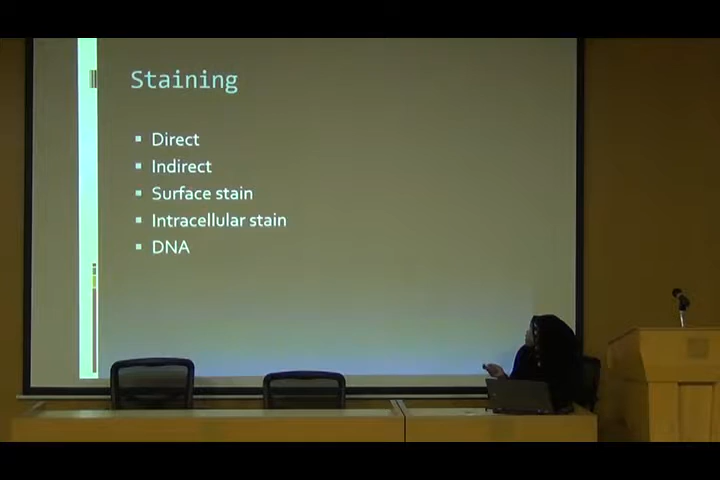 Staining
Direct
Indirect
Surface stain
Intracellular stain
DNA